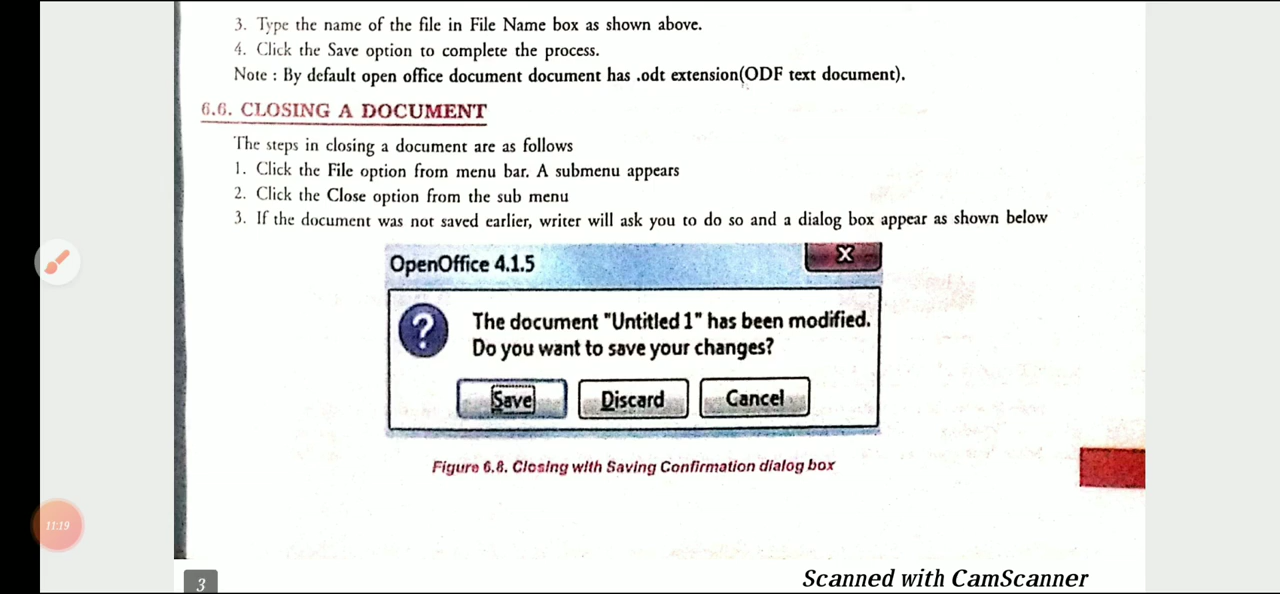 3. Type the name of the file in File Name box as shown above.
4. Click the Save option to complete the process.
Note : By default open office document document has .odt extension(ODF text document).
6.6. CLOSING A DOCUMENT
The steps in closing a document are as follows
1. Click the File option from menu bar. A submenu appears
2. Click the Close option from the sub menu
3. If the document was not saved earlier, writer will ask you to do so and a dialog box appear as shown below
OpenOffice 4.1.5
X
The document "Untitled 1" has been modified.
Do you want to save your changes?
Save Discard Cancel
Figure 6.8. Closing with Saving Confirmation dialog box
11:19
3
Scanned with CamScanner